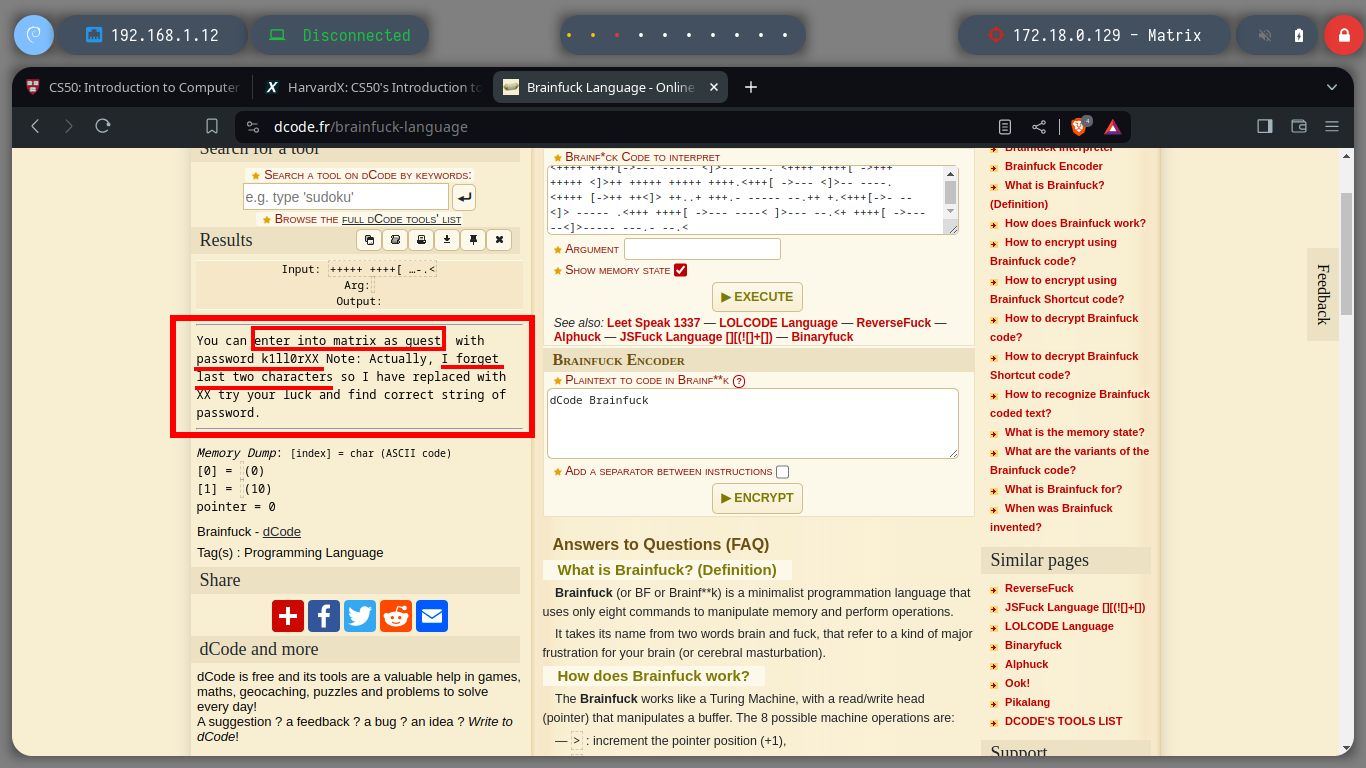 192.168.1.12
Disconnected
172.18.0.129 – Matrix
CS50: Introduction to Computer
HarvardX: CS50's Introduction to
Brainfuck Language - Online
dcode.fr/brainfuck-language
4
Search for a tool
★ Search a tool on dCode by keywords:
e.g. type 'sudoku'
★ Browse the full dCode tools' list
Results
Input: +++++ ++++[ …-.<
Arg:
Output:
You can enter into matrix as guest  with
password k1ll0rXX Note: Actually, I forget
last two characters so I have replaced with
XX try your luck and find correct string of
password.
Memory Dump: [index] = char (ASCII code)
[0] = (0)
[1] = (10)
pointer = 0
Brainfuck - dCode
Tag(s) : Programming Language
Share
dCode and more
dCode is free and its tools are a valuable help in games,
maths, geocaching, puzzles and problems to solve
every day!
A suggestion ? a feedback ? a bug ? an idea ? Write to
dCode!
★ Brainf*ck Code to interpret
<++++ ++++[->--- ----- <]>-- ----. <++++ ++++[ ->+++
+++++ <]>++ +++++ +++++ ++++.<+++[ ->--- <]>-- ----.
<++++ [->++ ++<]> ++..+ +++.- ----- --.++ +.<+++[->- --
<]> ----- .<+++ ++++[ ->--- ----< ]>--- --.<+ ++++[ ->---
--<]>----- ---.- --.<
★ Argument
★ Show memory state
▶ EXECUTE
See also: Leet Speak 1337 — LOLCODE Language — ReverseFuck —
Alphuck — JSFuck Language [][(![]+[]) — Binaryfuck
Brainfuck Encoder
★ Plaintext to code in Brainf**k ?
dCode Brainfuck
★ Add a separator between instructions
▶ ENCRYPT
Answers to Questions (FAQ)
What is Brainfuck? (Definition)
Brainfuck (or BF or Brainf**k) is a minimalist programmation language that
uses only eight commands to manipulate memory and perform operations.
It takes its name from two words brain and fuck, that refer to a kind of major
frustration for your brain (or cerebral masturbation).
How does Brainfuck work?
The Brainfuck works like a Turing Machine, with a read/write head
(pointer) that manipulates a buffer. The 8 possible machine operations are:
— > : increment the pointer position (+1),
Brainfuck Interpreter
Brainfuck Encoder
What is Brainfuck?
(Definition)
How does Brainfuck work?
How to encrypt using
Brainfuck code?
How to encrypt using
Brainfuck Shortcut code?
How to decrypt Brainfuck
code?
How to decrypt Brainfuck
Shortcut code?
How to recognize Brainfuck
coded text?
What is the memory state?
What are the variants of the
Brainfuck code?
What is Brainfuck for?
When was Brainfuck
invented?
Similar pages
ReverseFuck
JSFuck Language [][(![]+[])
LOLCODE Language
Binaryfuck
Alphuck
Ook!
Pikalang
DCODE'S TOOLS LIST
Support
Feedback